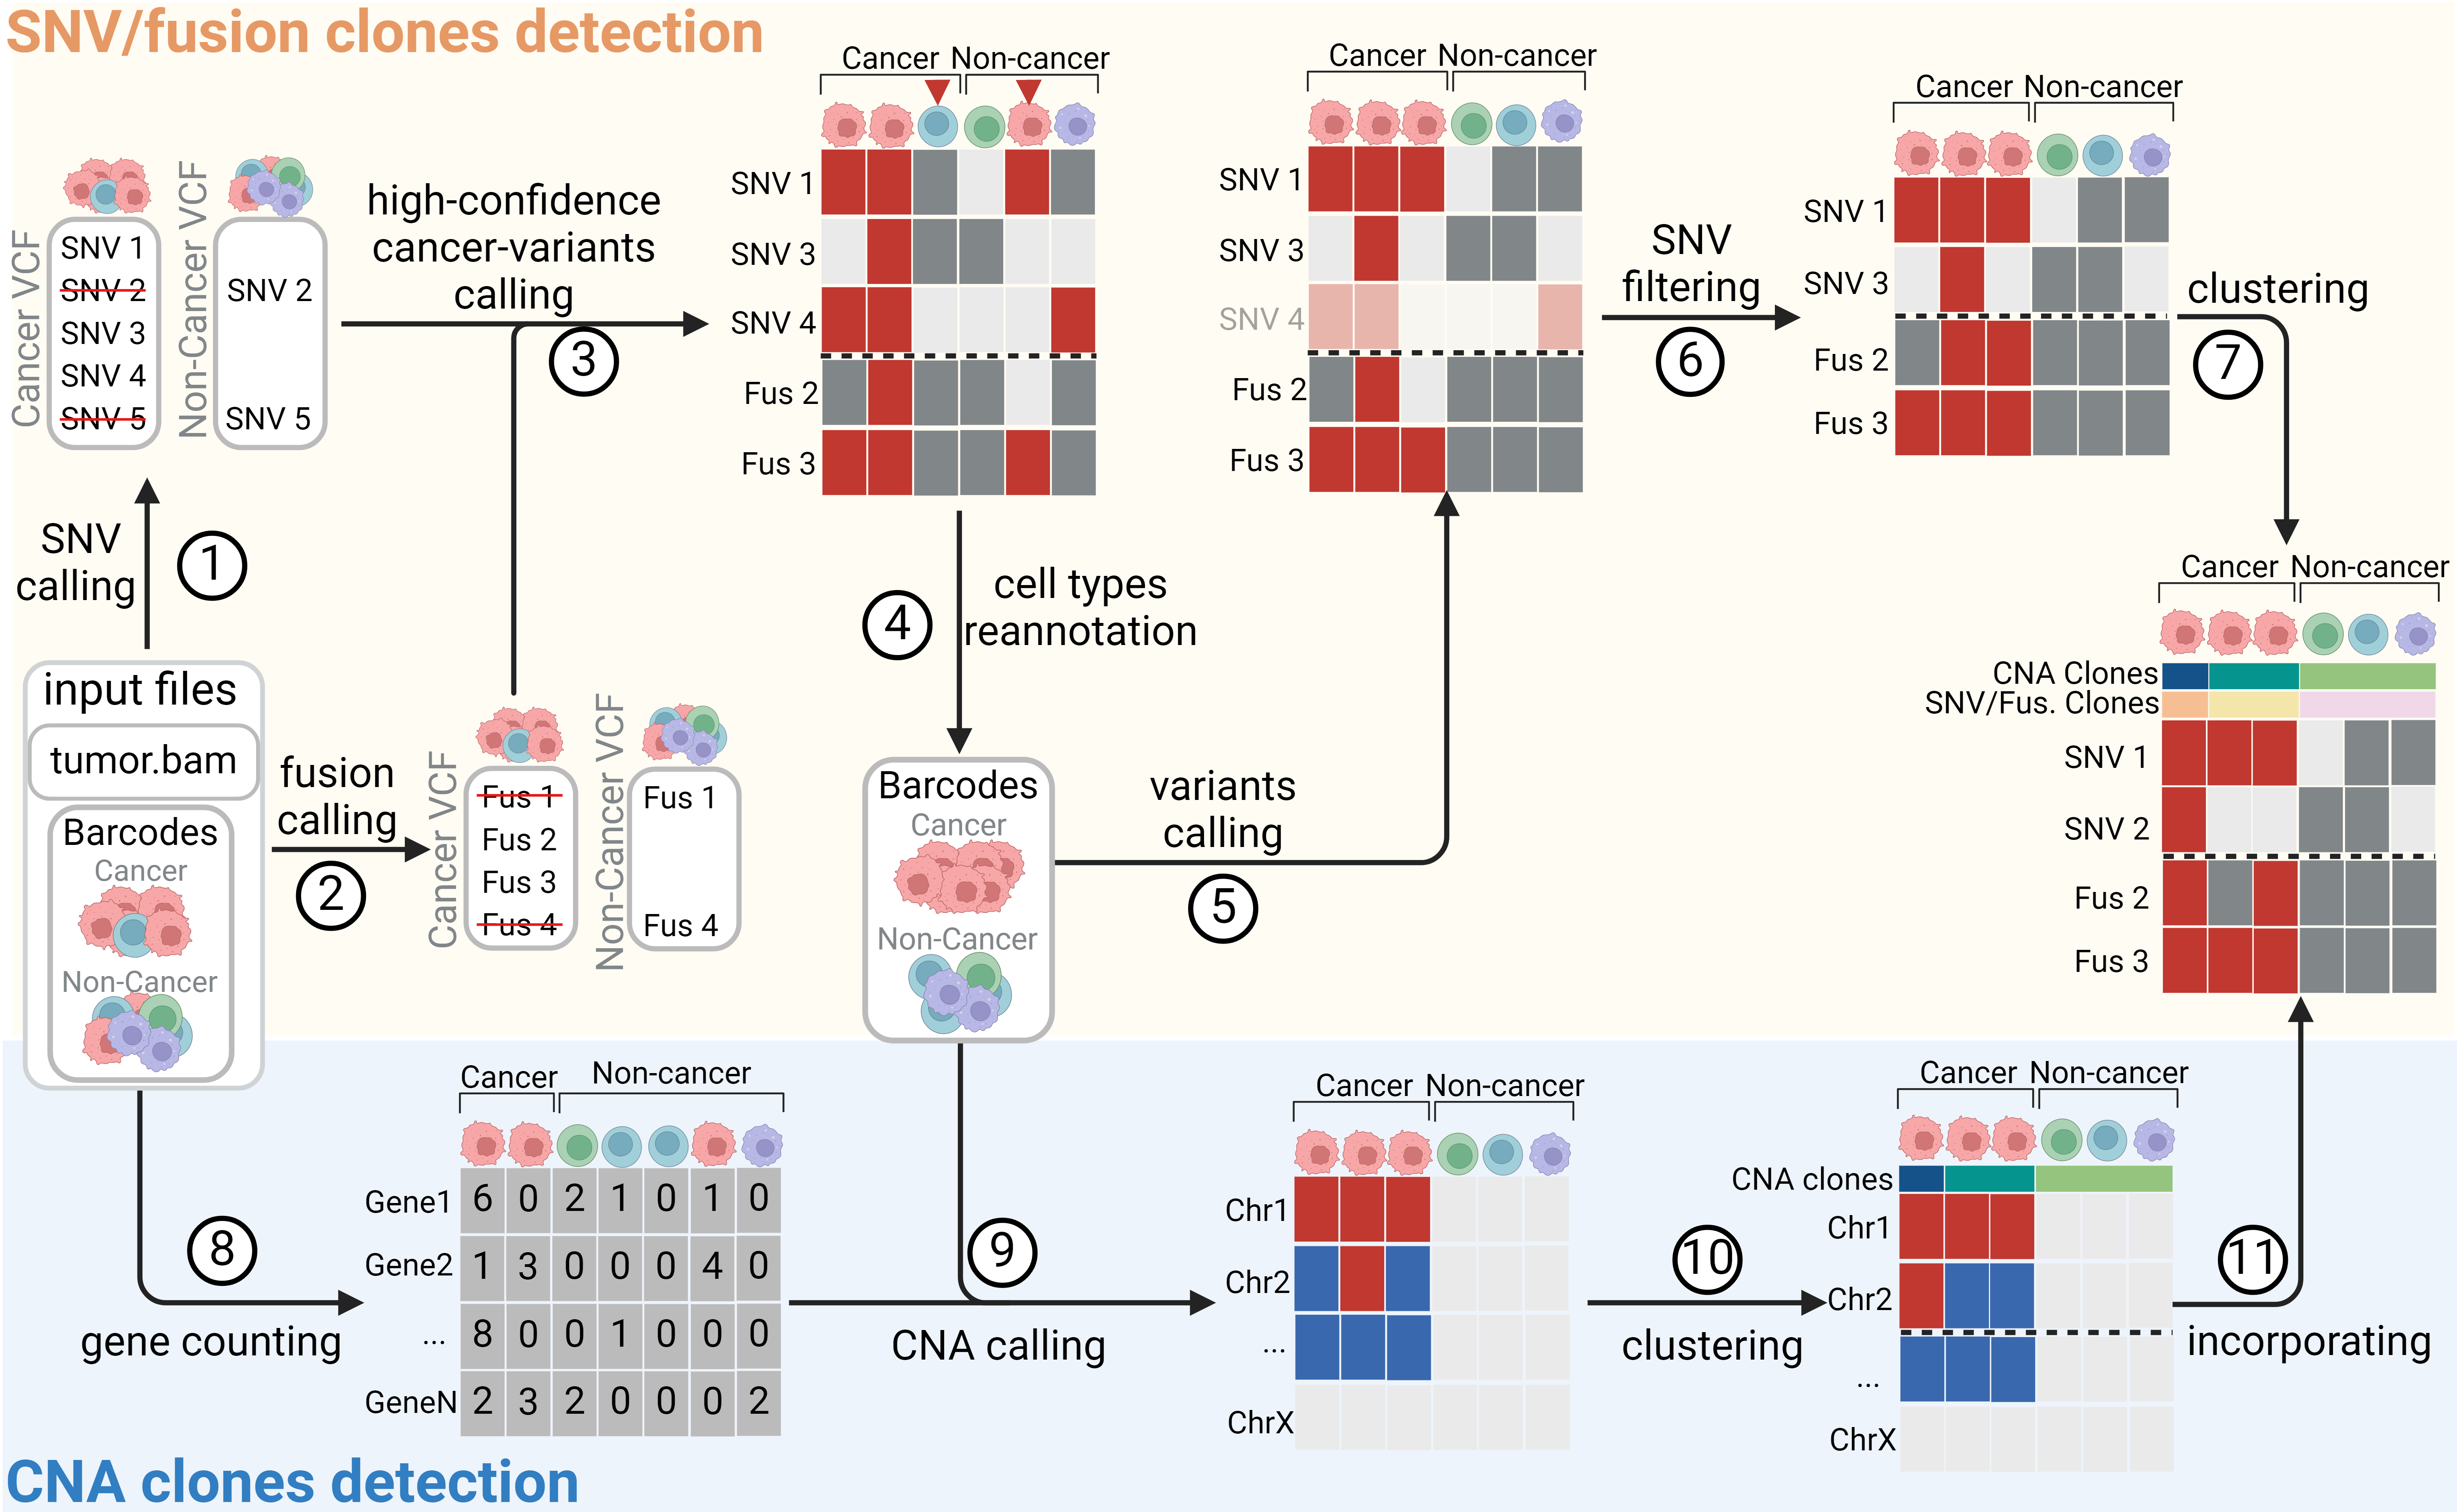 SNV/fusion clones detection
Cancer VCF
SNV 1
SNV 2
SNV 3
SNV 4
SNV 5
Non-Cancer VCF
SNV 2
SNV 5
high-confidence
cancer-variants
calling
3
Cancer Non-cancer
SNV 1
SNV 3
SNV 4
Fus 2
Fus 3
Cancer Non-cancer
SNV 1
SNV 3
SNV 4
Fus 2
Fus 3
SNV
filtering
6
Cancer Non-cancer
SNV 1
SNV 3
Fus 2
Fus 3
clustering
7
SNV
calling
1
input files
tumor.bam
Barcodes
Cancer
Non-Cancer
fusion
calling
2
Cancer VCF
Fus 1
Fus 2
Fus 3
Fus 4
Non-Cancer VCF
Fus 1
Fus 4
4
cell types
reannotation
Barcodes
Cancer
Non-Cancer
variants
calling
5
Cancer Non-cancer
CNA Clones
SNV/Fus. Clones
SNV 1
SNV 2
Fus 2
Fus 3
8
gene counting
Cancer Non-cancer
Gene1 6 0 2 1 0 1 0
Gene2 1 3 0 0 0 4 0
... 8 0 0 1 0 0 0
GeneN 2 3 2 0 0 0 2
9
CNA calling
Cancer Non-cancer
Chr1
Chr2
...
ChrX
10
clustering
Cancer Non-cancer
CNA clones
Chr1
Chr2
...
ChrX
11
incorporating
CNA clones detection